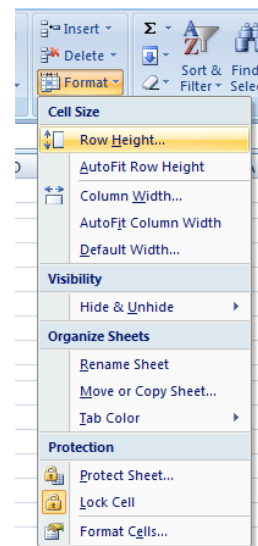 Insert
Σ
Delete
Format
Sort &
Filter
Find
Sele
Cell Size
Row Height...
AutoFit Row Height
Column Width...
AutoFit Column Width
Default Width...
Visibility
Hide & Unhide
Organize Sheets
Rename Sheet
Move or Copy Sheet...
Tab Color
Protection
Protect Sheet...
Lock Cell
Format Cells...